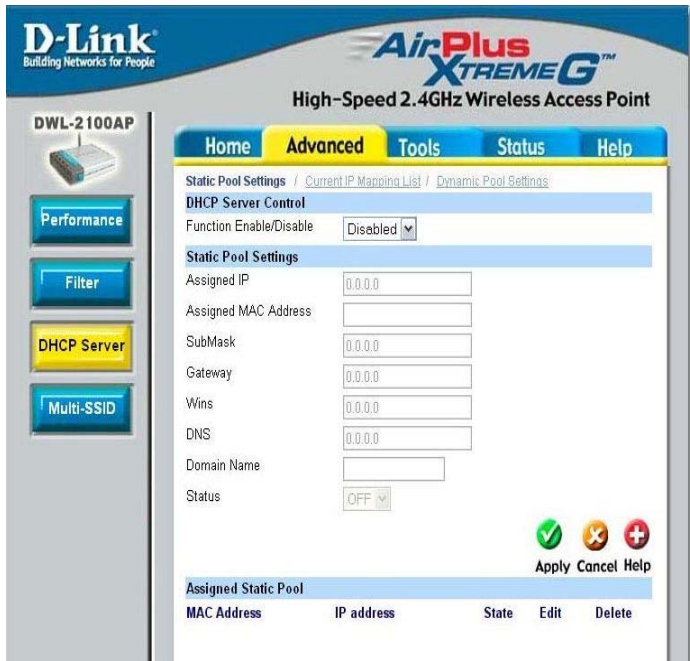 D-Link
Building Networks for People
AirPlus
XTREME G™
High-Speed 2.4GHz Wireless Access Point
DWL-2100AP
Home Advanced Tools Status Help
Performance
Filter
DHCP Server
Multi-SSID
Static Pool Settings / Current IP Mapping List / Dynamic Pool Settings
DHCP Server Control
Function Enable/Disable Disabled
Static Pool Settings
Assigned IP 0.0.0.0
Assigned MAC Address
SubMask 0.0.0.0
Gateway 0.0.0.0
Wins 0.0.0.0
DNS 0.0.0.0
Domain Name
Status OFF
Apply Cancel Help
Assigned Static Pool
MAC Address IP address State Edit Delete